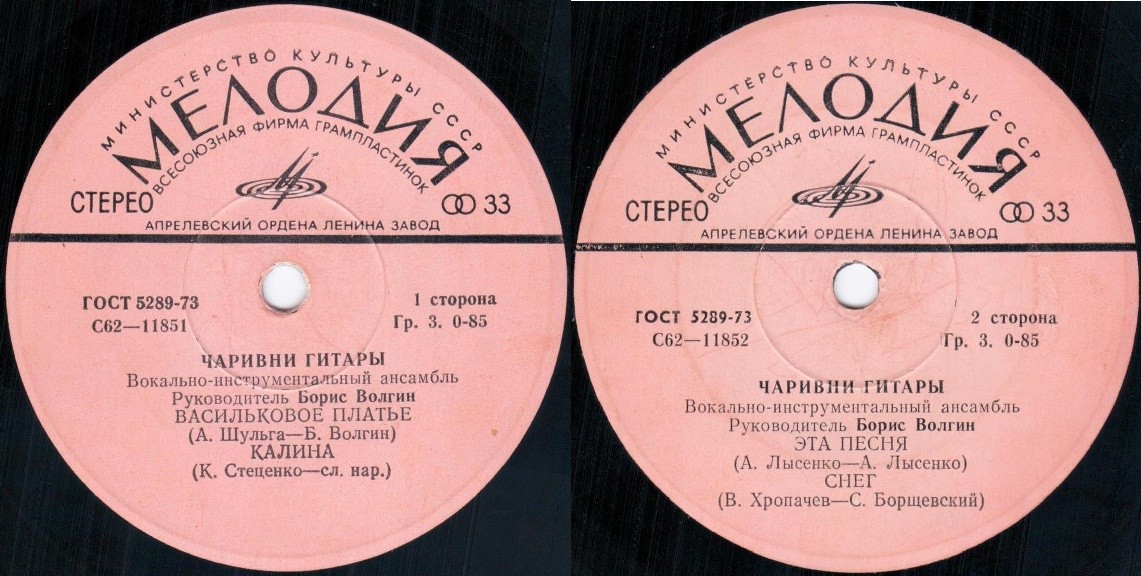 МИНИСТЕРСТВО КУЛЬТУРЫ СССР
МЕЛОДИЯ
ВСЕСОЮЗНАЯ ФИРМА ГРАМПЛАСТИНОК
СТЕРЕО
33
АПРЕЛЕВСКИЙ ОРДЕНА ЛЕНИНА ЗАВОД
ГОСТ 5289-73
1 сторона
С62—11851
Гр. 3. 0-85
ЧАРИВНИ ГИТАРЫ
Вокально-инструментальный ансамбль
Руководитель Борис Волгин
ВАСИЛЬКОВОЕ ПЛАТЬЕ
(А. Шульга—Б. Волгин)
КАЛИНА
(К. Стеценко—сл. нар.)
МИНИСТЕРСТВО КУЛЬТУРЫ СССР
МЕЛОДИЯ
ВСЕСОЮЗНАЯ ФИРМА ГРАМПЛАСТИНОК
СТЕРЕО
33
АПРЕЛЕВСКИЙ ОРДЕНА ЛЕНИНА ЗАВОД
ГОСТ 5289-73
2 сторона
С62—11852
Гр. 3. 0-85
ЧАРИВНИ ГИТАРЫ
Вокально-инструментальный ансамбль
Руководитель Борис Волгин
ЭТА ПЕСНЯ
(А. Лысенко—А. Лысенко)
СНЕГ
(В. Хропачев—С. Борщевский)